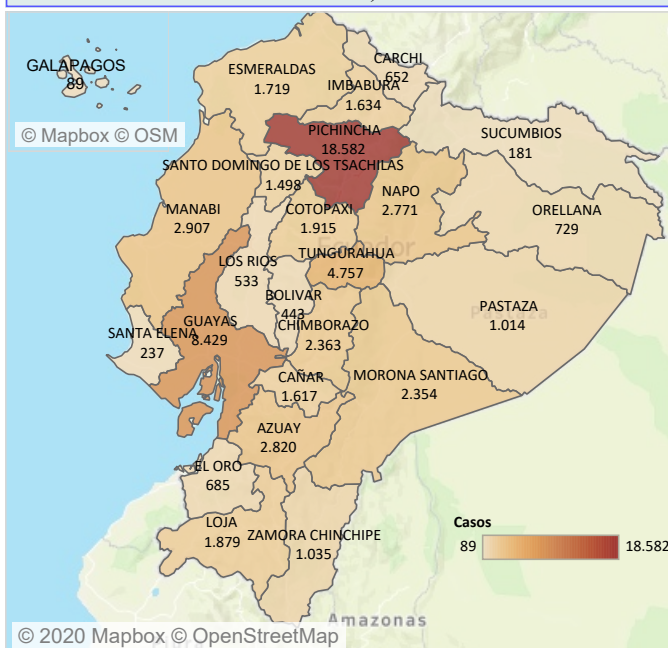 GALAPAGOS
89
© Mapbox © OSM
ESMERALDAS
1.719
CARCHI
652
IMBABURA
1.634
PICHINCHA
18.582
SUCUMBIOS
181
SANTO DOMINGO DE LOS TSACHILAS
1.498
NAPO
2.771
MANABI
2.907
COTOPAXI
1.915
ORELLANA
729
Ecuador
TUNGURAHUA
4.757
LOS RIOS
533
BOLIVAR
443
PASTAZA
1.014
Pastaza
SANTA ELENA
237
GUAYAS
8.429
CHIMBORAZO
2.363
CAÑAR
1.617
MORONA SANTIAGO
2.354
AZUAY
2.820
EL ORO
685
LOJA
1.879
ZAMORA CHINCHIPE
1.035
Casos
89 18.582
Amazonas
© 2020 Mapbox © OpenStreetMap